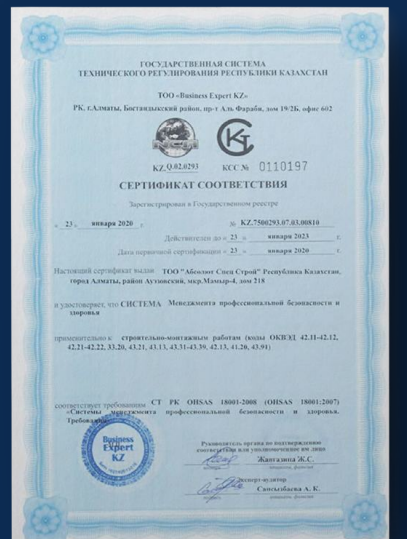 ГОСУДАРСТВЕННАЯ СИСТЕМА
ТЕХНИЧЕСКОГО РЕГУЛИРОВАНИЯ РЕСПУБЛИКИ КАЗАХСТАН
ТОО «Business Expert KZ»
РК, г.Алматы, Бостандыкский район, пр-т Аль Фараби, дом 19/2Б, офис 602
KZ.Q.02.0293 КСС № 0110197
СЕРТИФИКАТ СООТВЕТСТВИЯ
Зарегистрирован в Государственном реестре
« 23 » января 2020 г. № KZ.7500293.07.03.00810
Действителен до « 23 » января 2023 г.
Дата первичной сертификации « 23 » января 2020 г.
Настоящий сертификат выдан ТОО "Абсолют Спец Строй" Республика Казахстан,
город Алматы, район Ауэзовский, мкр.Мамыр-4, дом 218
и удостоверяет, что СИСТЕМА Менеджмента профессиональной безопасности и
здоровья
применительно к строительно-монтажным работам (коды ОКВЭД 42.11-42.12,
42.21-42.22, 33.20, 43.21, 43.13, 43.31-43.39, 42.13, 41.20, 43.91)
соответствует требованиям СТ РК OHSAS 18001-2008 (OHSAS 18001:2007)
«Системы менеджмента профессиональной безопасности и здоровья.
Требования»
Business
Expert
KZ
Руководитель органа по подтверждению
соответствия или уполномоченное им лицо
Жангазина Ж.С.
Эксперт-аудитор
Сансызбаева А. К.